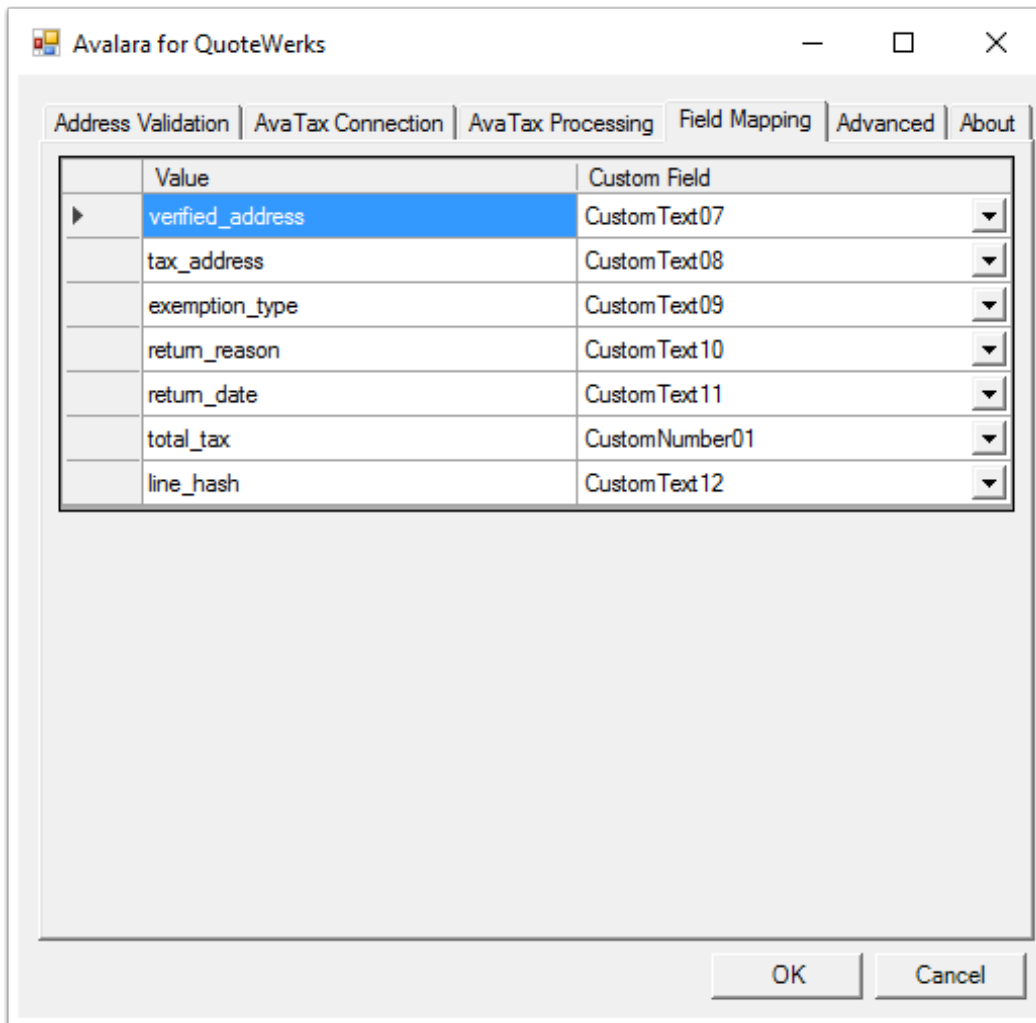 Avalara for QuoteWerks
Address Validation AvaTax Connection AvaTax Processing Field Mapping Advanced About
Value Custom Field
verified_address CustomText07
tax_address CustomText08
exemption_type CustomText09
return_reason CustomText10
return_date CustomText11
total_tax CustomNumber01
line_hash CustomText12
OK Cancel